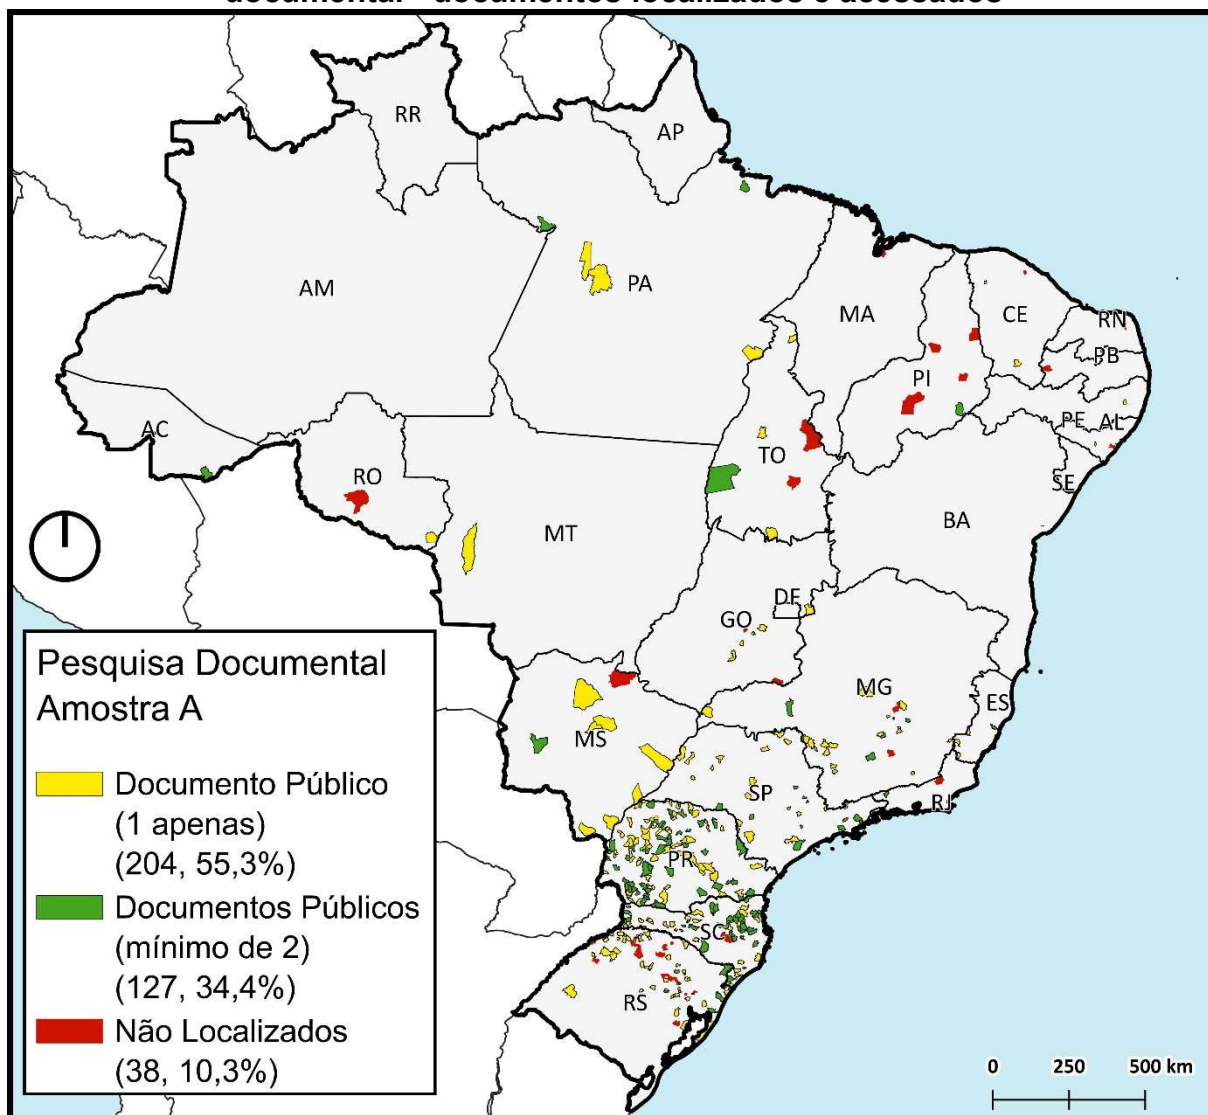 documental - documentos localizados e acessados
RR
AP
AM
PA
MA
CE
RN
PB
PI
PE
AL
SE
AC
RO
TO
BA
MT
DF
GO
MG
ES
MS
SP
RJ
PR
SC
RS
Pesquisa Documental
Amostra A
Documento Público
(1 apenas)
(204, 55,3%)
Documentos Públicos
(mínimo de 2)
(127, 34,4%)
Não Localizados
(38, 10,3%)
0 250 500 km